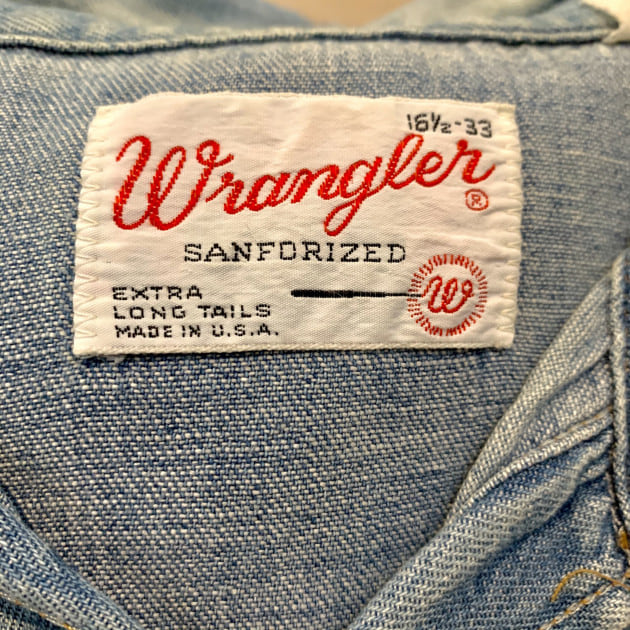 16½-33
Wrangler®
SANFORIZED
W
EXTRA
LONG TAILS
MADE IN U.S.A.